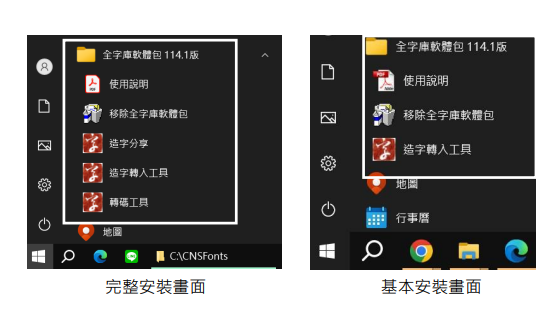 全字庫軟體包 114.1版
使用說明
移除全字庫軟體包
造字分享
造字轉入工具
轉碼工具
地圖
C:\CNSFonts
完整安裝畫面
全字庫軟體包 114.1版
使用說明
移除全字庫軟體包
造字轉入工具
地圖
行事曆
基本安裝畫面